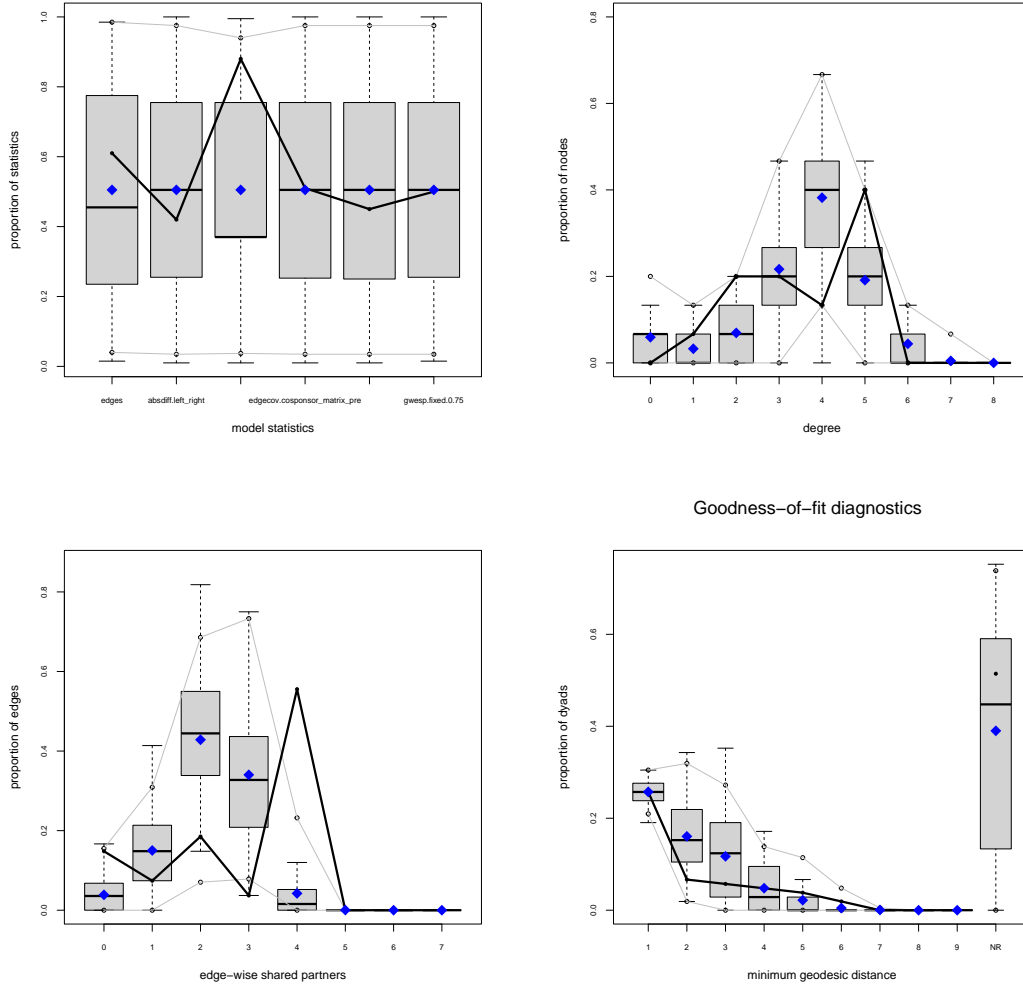 proportion of statistics
1.0
0.8
0.6
0.4
0.2
0.0
edges absdiff.left_right edgecov.cosponsor_matrix_pre gwesp.fixed.0.75
model statistics
proportion of nodes
0.8
0.6
0.4
0.2
0.0
0 1 2 3 4 5 6 7 8
degree
Goodness−of−fit diagnostics
proportion of edges
0.8
0.6
0.4
0.2
0.0
0 1 2 3 4 5 6 7
edge−wise shared partners
proportion of dyads
0.6
0.4
0.2
0.0
1 2 3 4 5 6 7 8 9 NR
minimum geodesic distance